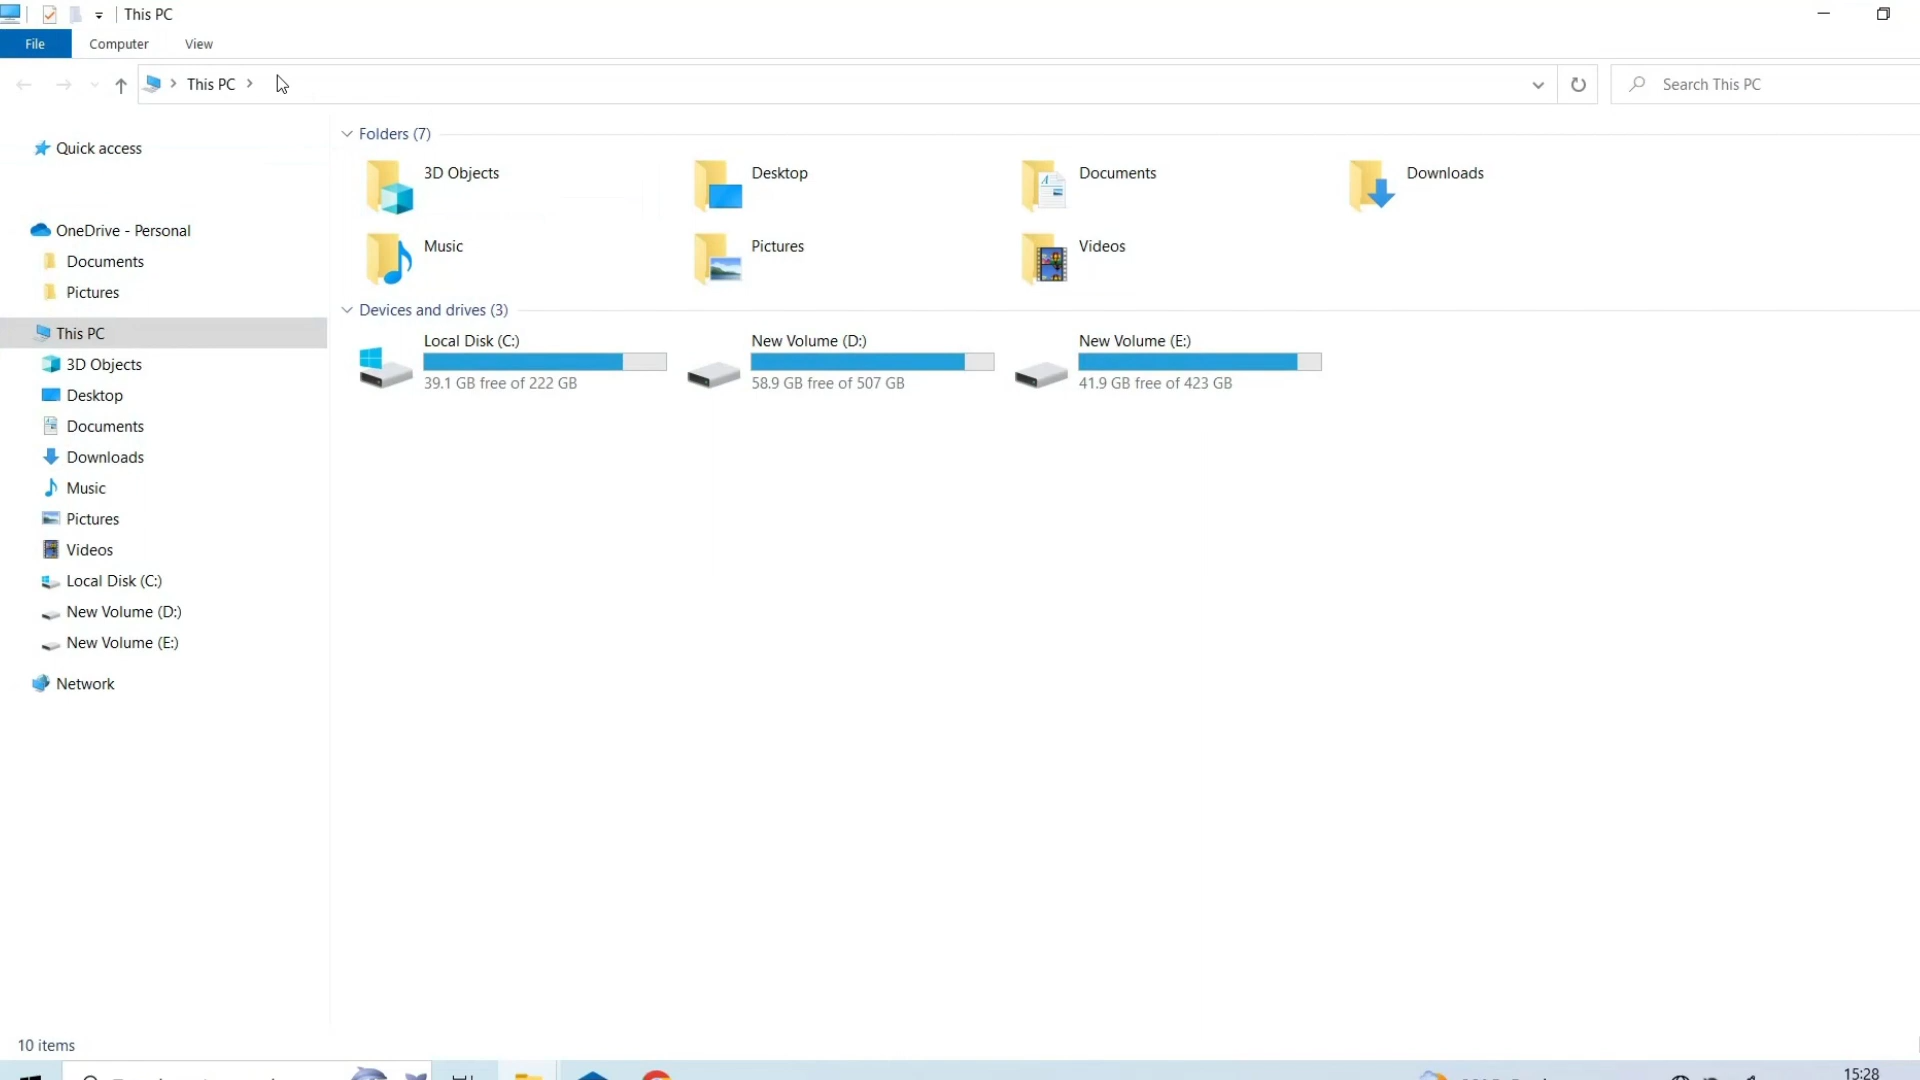 This PC
File Computer View
This PC
Search This PC
Quick access
OneDrive - Personal
Documents
Pictures
This PC
3D Objects
Desktop
Documents
Downloads
Music
Pictures
Videos
Local Disk (C:)
New Volume (D:)
New Volume (E:)
Network
Folders (7)
3D Objects
Desktop
Documents
Downloads
Music
Pictures
Videos
Devices and drives (3)
Local Disk (C:)
39.1 GB free of 222 GB
New Volume (D:)
58.9 GB free of 507 GB
New Volume (E:)
41.9 GB free of 423 GB
10 items
15:28